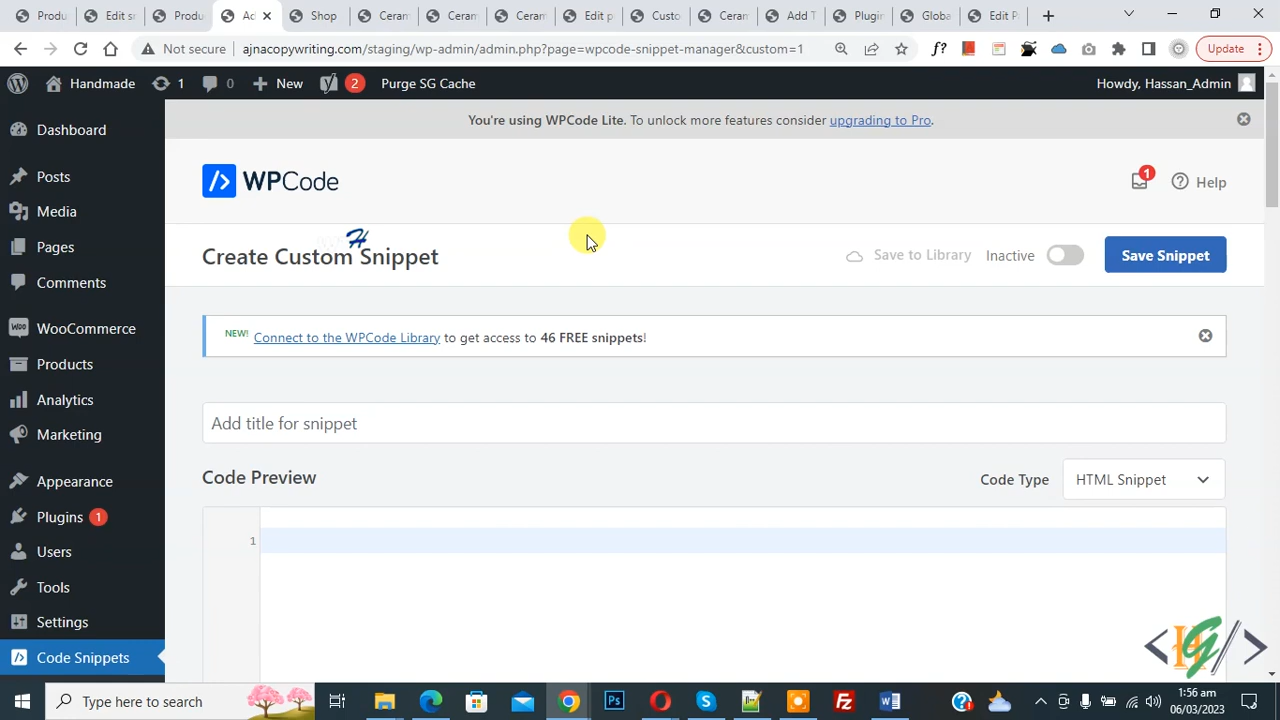 Produ
Edit s
Produ
Ad
Shop
Ceram
Ceram
Ceram
Edit p
Custo
Ceram
Add T
Plugin
Globa
Edit P
Not secure
ajnacopywriting.com/staging/wp-admin/admin.php?page=wpcode-snippet-manager&custom=1
f?
Update
Handmade
1
0
New
2
Purge SG Cache
Howdy, Hassan_Admin
You're using WPCode Lite. To unlock more features consider upgrading to Pro.
Dashboard
Posts
Media
Pages
Comments
WooCommerce
Products
Analytics
Marketing
Appearance
Plugins 1
Users
Tools
Settings
Code Snippets
WPCode
1
Help
Create Custom Snippet
H
Save to Library
Inactive
Save Snippet
NEW! Connect to the WPCode Library to get access to 46 FREE snippets!
Add title for snippet
Code Preview
Code Type
HTML Snippet
1
<HG/>
Type here to search
Ps
1:56 am
06/03/2023